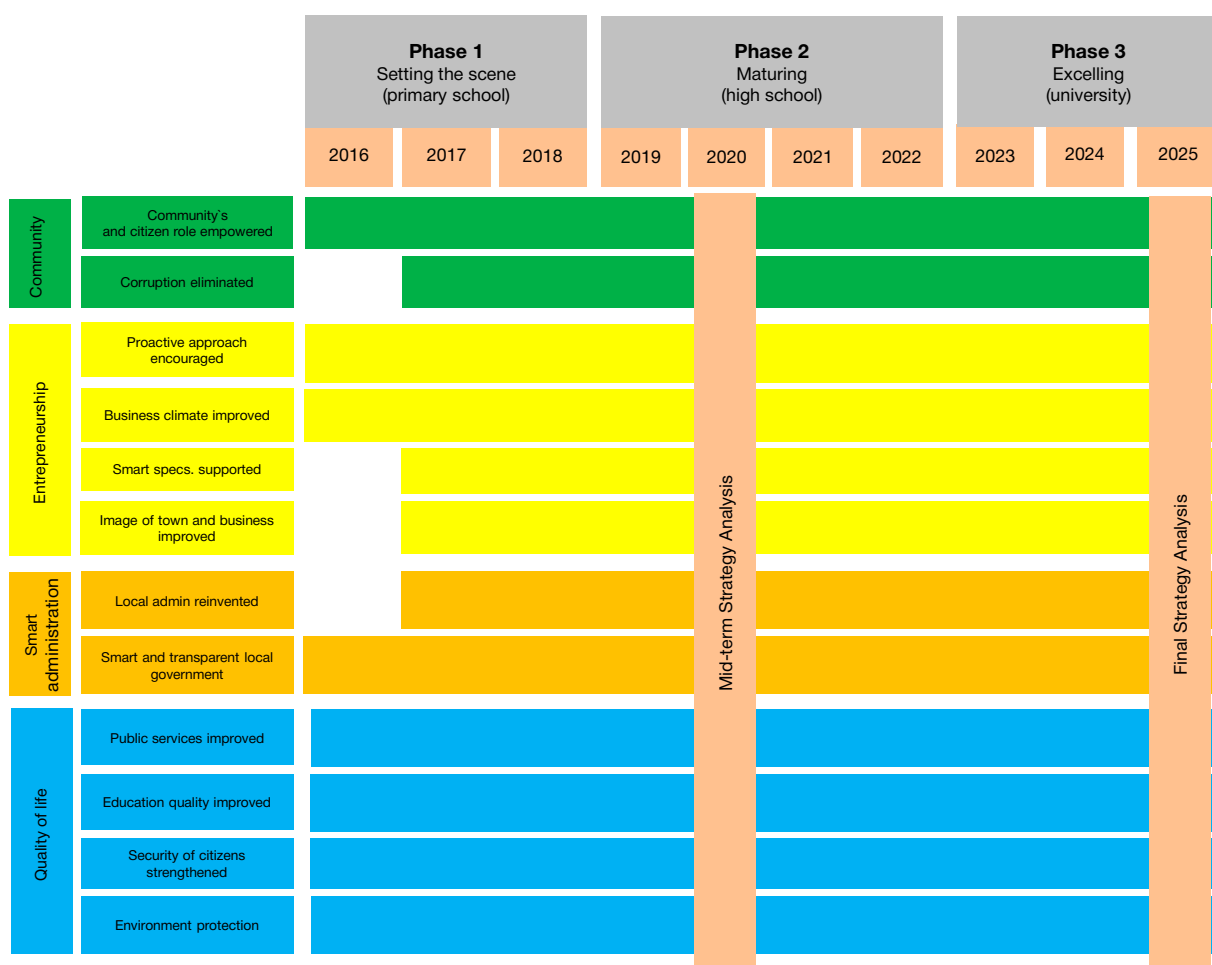 Phase 1
Setting the scene
(primary school)
Phase 2
Maturing
(high school)
Phase 3
Excelling
(university)
2016
2017
2018
2019
2020
2021
2022
2023
2024
2025
Community
Community`s
and citizen role empowered
Corruption eliminated
Entrepreneurship
Proactive approach
encouraged
Business climate improved
Smart specs. supported
Image of town and business
improved
Smart
administration
Local admin reinvented
Smart and transparent local
government
Quality of life
Public services improved
Education quality improved
Security of citizens
strengthened
Environment protection
Mid-term Strategy Analysis
Final Strategy Analysis